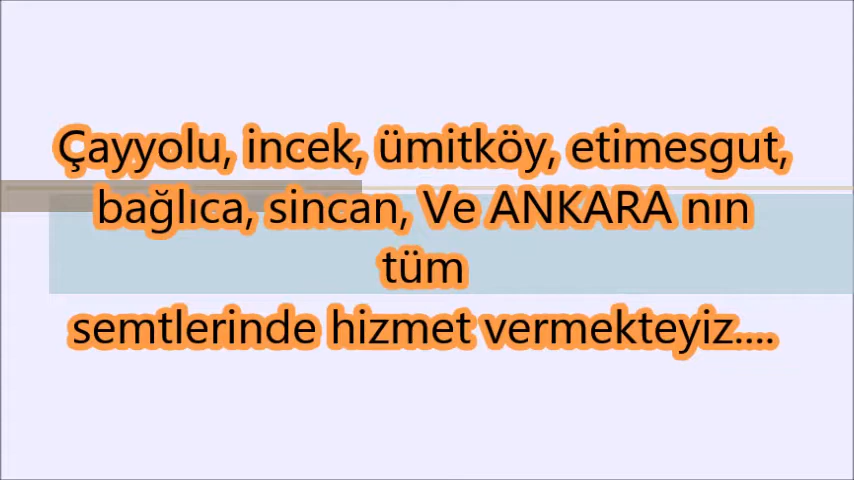 Çayyolu, incek, ümitköy, etimesgut,
bağlıca, sincan, Ve ANKARA nın
tüm
semtlerinde hizmet vermekteyiz....